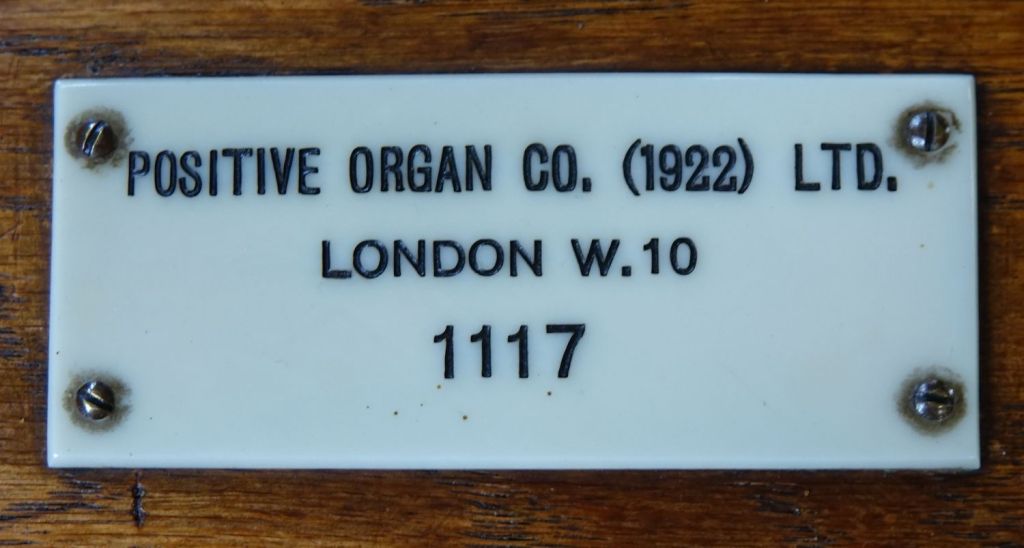 POSITIVE ORGAN CO. (1922) LTD.
LONDON W.10
1117